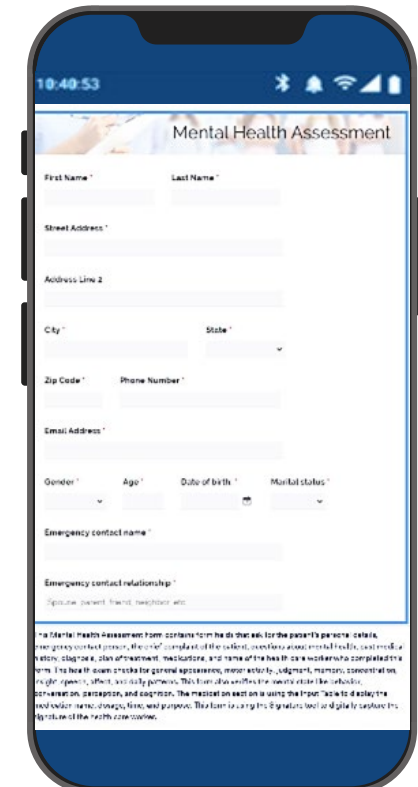 10:40:53
Mental Health Assessment
First Name *
Last Name *
Street Address *
Address Line 2
City *
State *
Zip Code *
Phone Number *
Email Address *
Gender *
Age *
Date of birth *
Marital status *
Emergency contact name *
Emergency contact relationship *
Spouse, parent, friend, neighbor, etc
The Mental Health Assessment Form contains form fields that ask for the patient's personal details,
emergency contact person, the chief complaint of the patient, questions about mental health, past medical
history, diagnosis, plan of treatment, medications, and name of the health care worker who completed this
form. The health exam checks for general appearance, motor activity, judgment, memory, concentration,
insight, speech, affect, and daily patterns. This form also verifies the mental state like behavior,
conversation, perception, and cognition. The medication section is using the Input Table to display the
medication name, dosage, time, and purpose. This form is using the Signature tool to digitally capture the
signature of the health care worker.